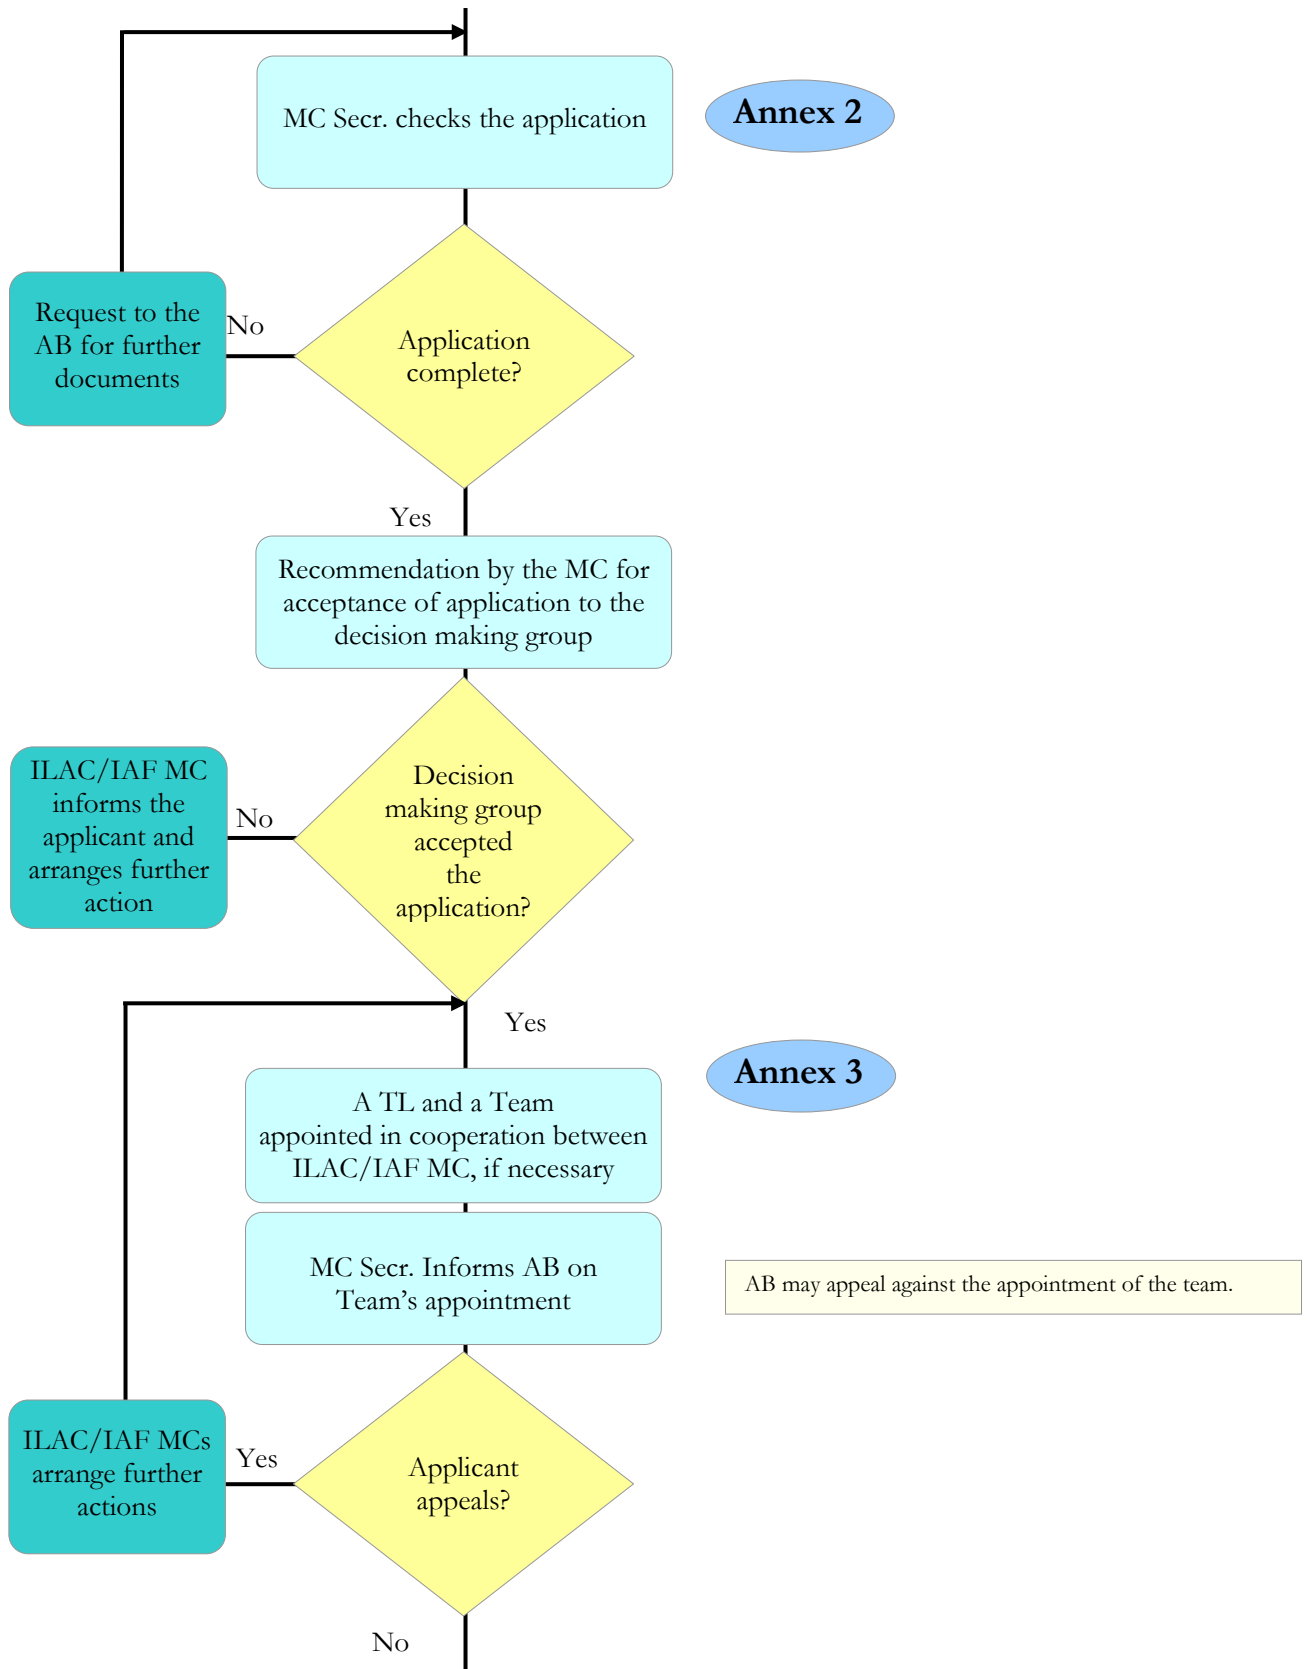 MC Secr. checks the application
Annex 2
Request to the
AB for further
documents
No
Application
complete?
Yes
Recommendation by the MC for
acceptance of application to the
decision making group
ILAC/IAF MC
informs the
applicant and
arranges further
action
No
Decision
making group
accepted
the
application?
Yes
Annex 3
A TL and a Team
appointed in cooperation between
ILAC/IAF MC, if necessary
MC Secr. Informs AB on
Team's appointment
AB may appeal against the appointment of the team.
ILAC/IAF MCs
arrange further
actions
Yes
Applicant
appeals?
No